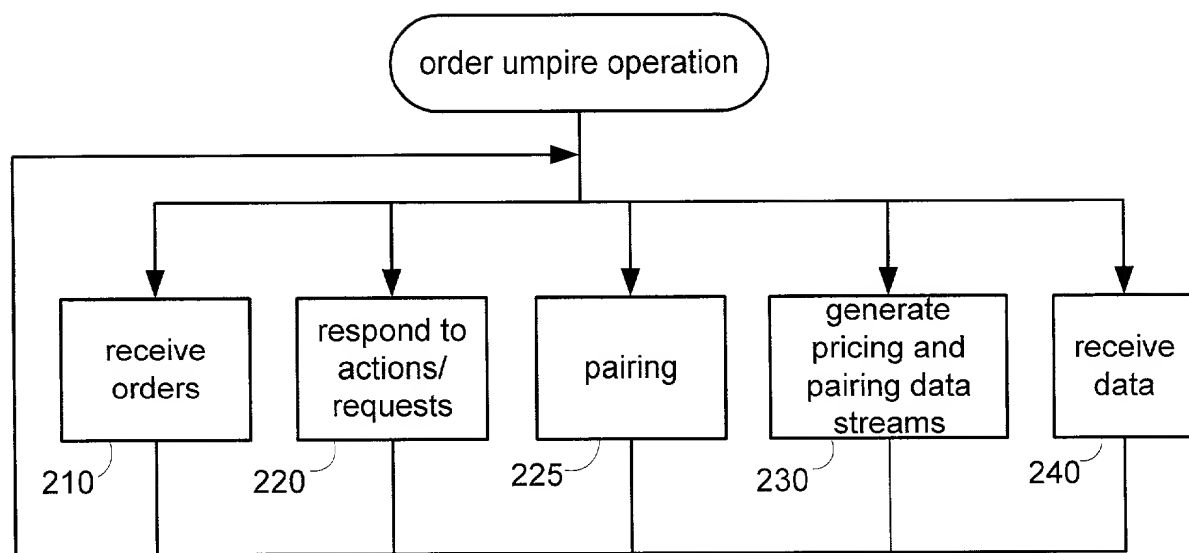 order umpire operation
receive
orders
respond to
actions/
requests
pairing
generate
pricing and
pairing data
streams
receive
data
210
220
225
230
240